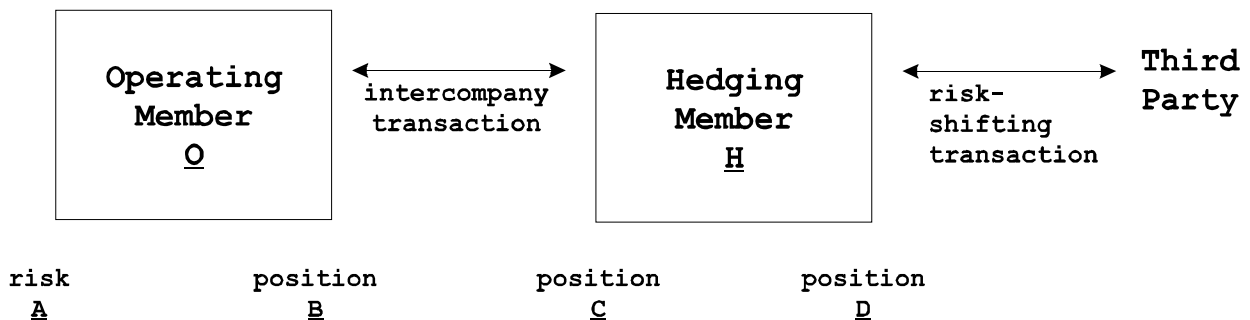 Operating
Member
O
intercompany
transaction
Hedging
Member
H
risk-
shifting
transaction
Third
Party
risk
A
position
B
position
C
position
D